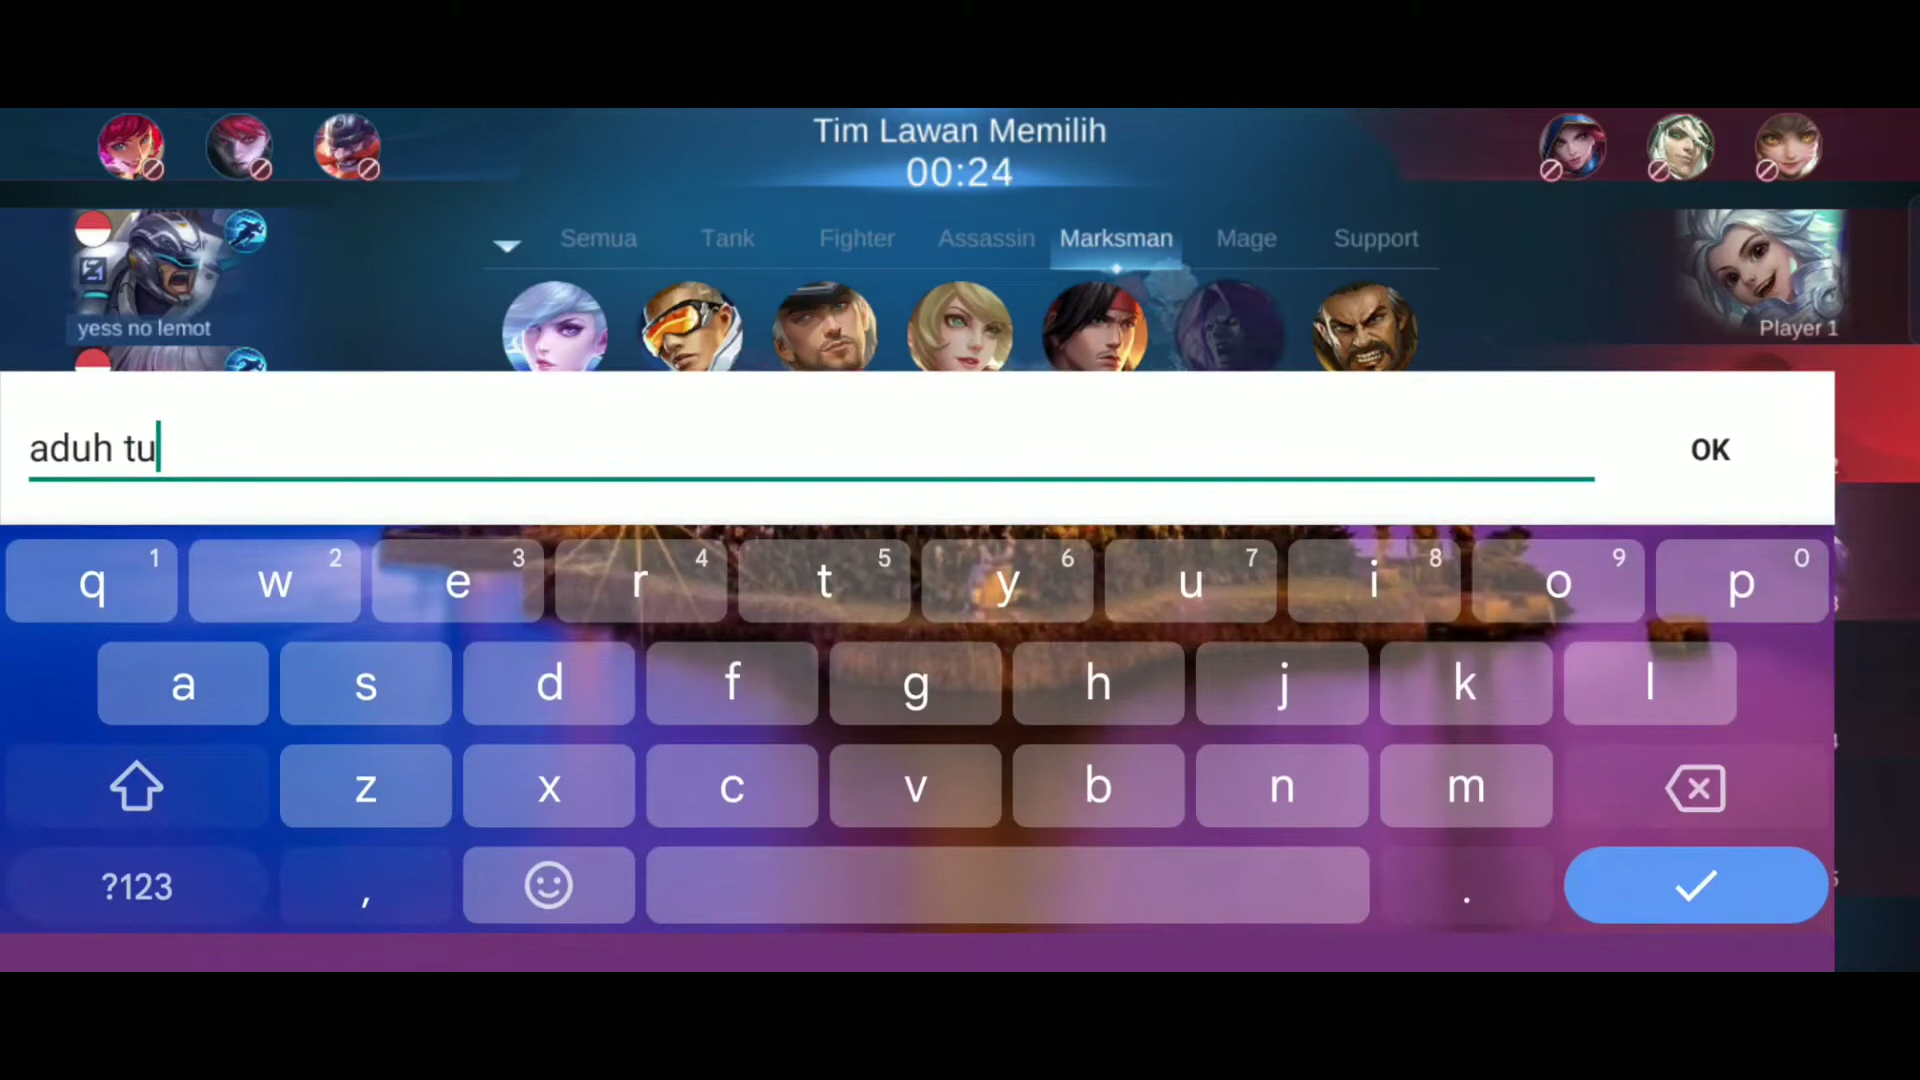 Tim Lawan Memilih
00:24
Semua Tank Fighter Assassin Marksman Mage Support
yess no lemot
Player 1
aduh tu
OK
q 1 w 2 e 3 r 4 t 5 y 6 u 7 i 8 o 9 p 0
a s d f g h j k l
z x c v b n m
?123 , .